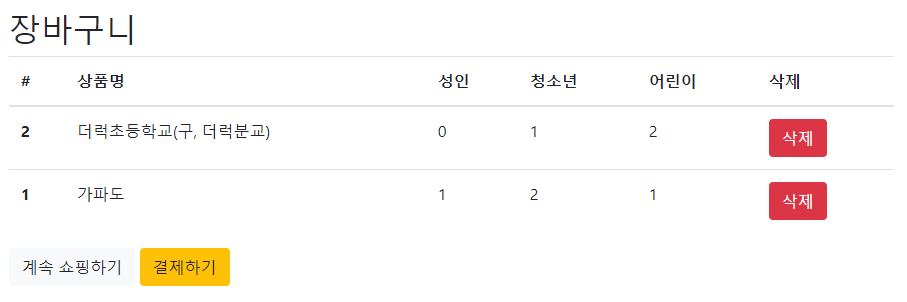 장바구니
# 상품명 성인 청소년 어린이 삭제
2 더럭초등학교(구, 더럭분교) 0 1 2 삭제
1 가파도 1 2 1 삭제
계속 쇼핑하기 결제하기